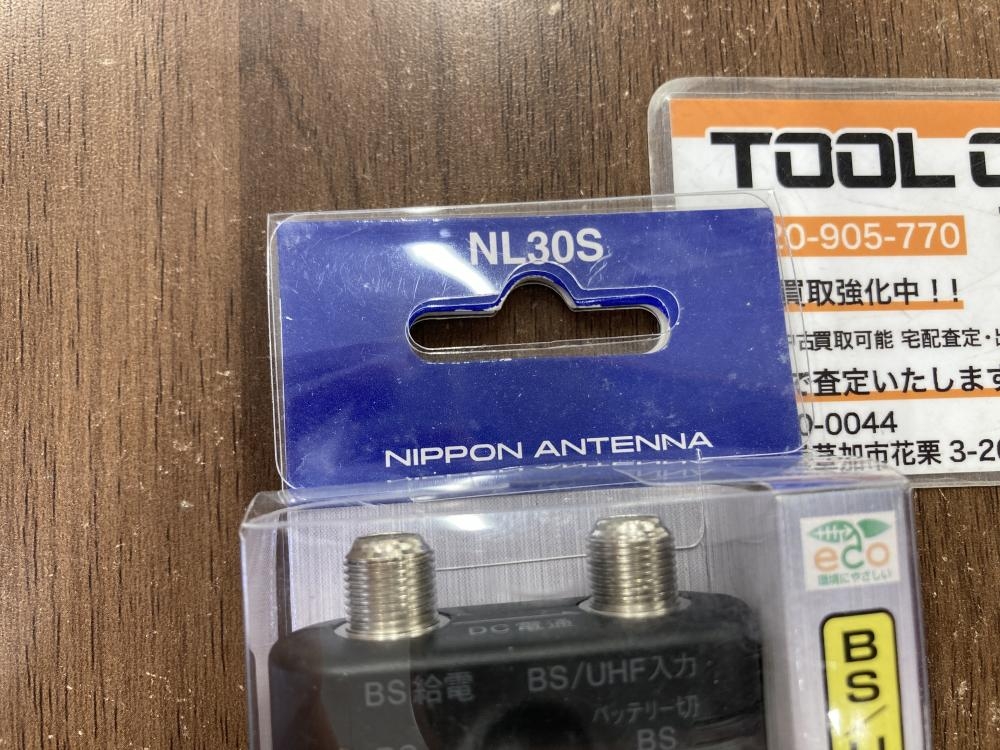 TOOL
20-905-770
買取強化中!!
中古買取可能 宅配査定・出
で査定いたします
0-0044
草加市花栗 3-20
NL30S
NIPPON ANTENNA
eco
環境にやさしい
DC電通
BS給電
BS/UHF入力
バッテリー切
BS
BS/